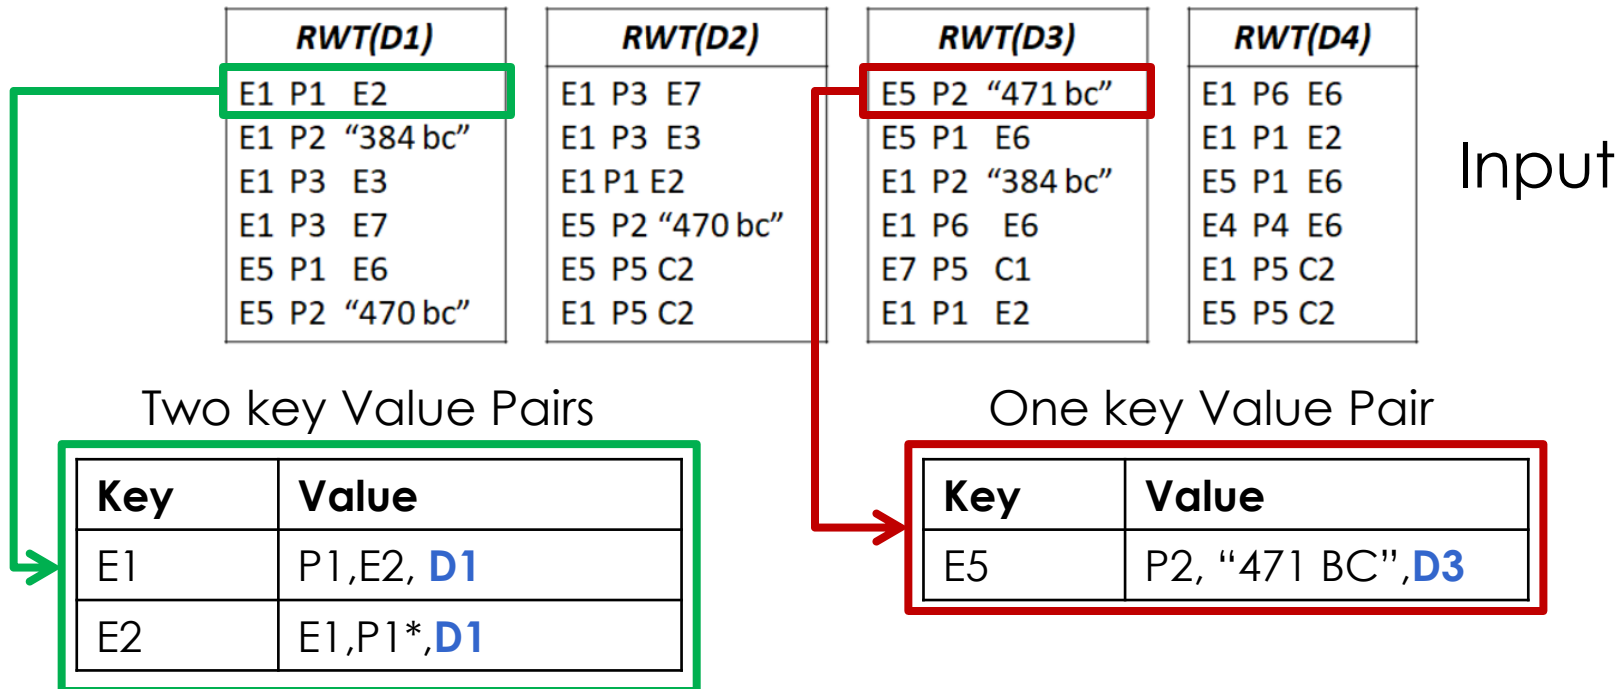 RWT(D1)
E1 P1 E2
E1 P2 “384 bc”
E1 P3 E3
E1 P3 E7
E5 P1 E6
E5 P2 “470 bc”
RWT(D2)
E1 P3 E7
E1 P3 E3
E1 P1 E2
E5 P2 “470 bc”
E5 P5 C2
E1 P5 C2
RWT(D3)
E5 P2 “471 bc”
E5 P1 E6
E1 P2 “384 bc”
E1 P6 E6
E7 P5 C1
E1 P1 E2
RWT(D4)
E1 P6 E6
E1 P1 E2
E5 P1 E6
E4 P4 E6
E1 P5 C2
E5 P5 C2
Input
Two key Value Pairs
Key Value
E1 P1,E2, D1
E2 E1,P1*,D1
One key Value Pair
Key Value
E5 P2, “471 BC”,D3